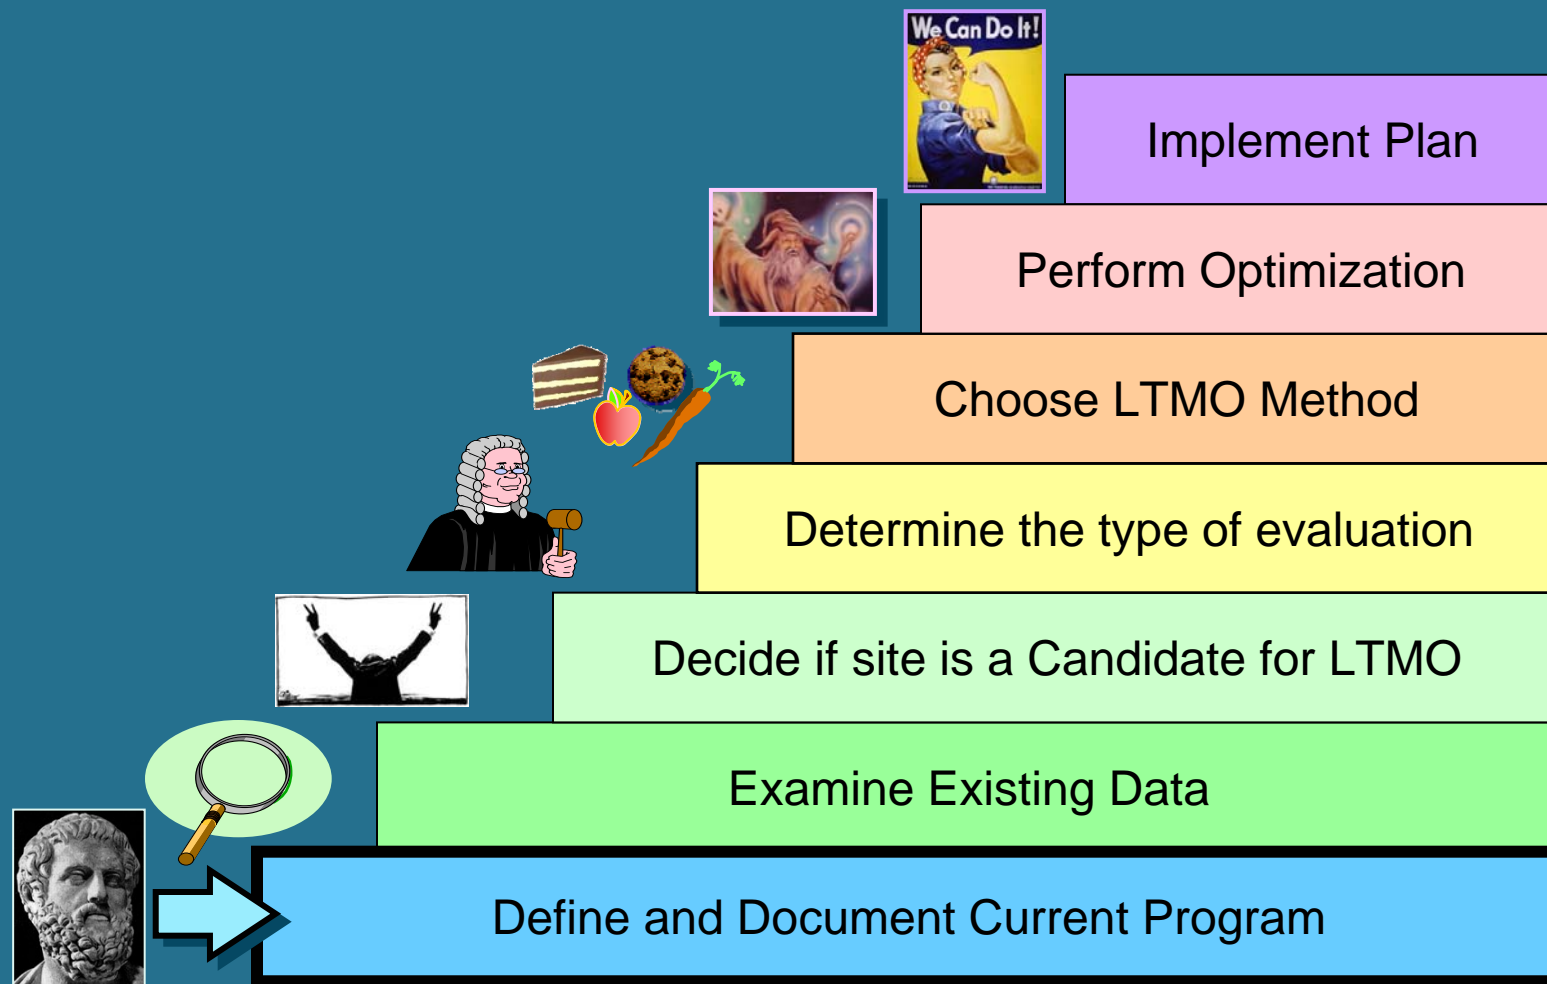 We Can Do It!
Implement Plan
Perform Optimization
Choose LTMO Method
Determine the type of evaluation
Decide if site is a Candidate for LTMO
Examine Existing Data
Define and Document Current Program